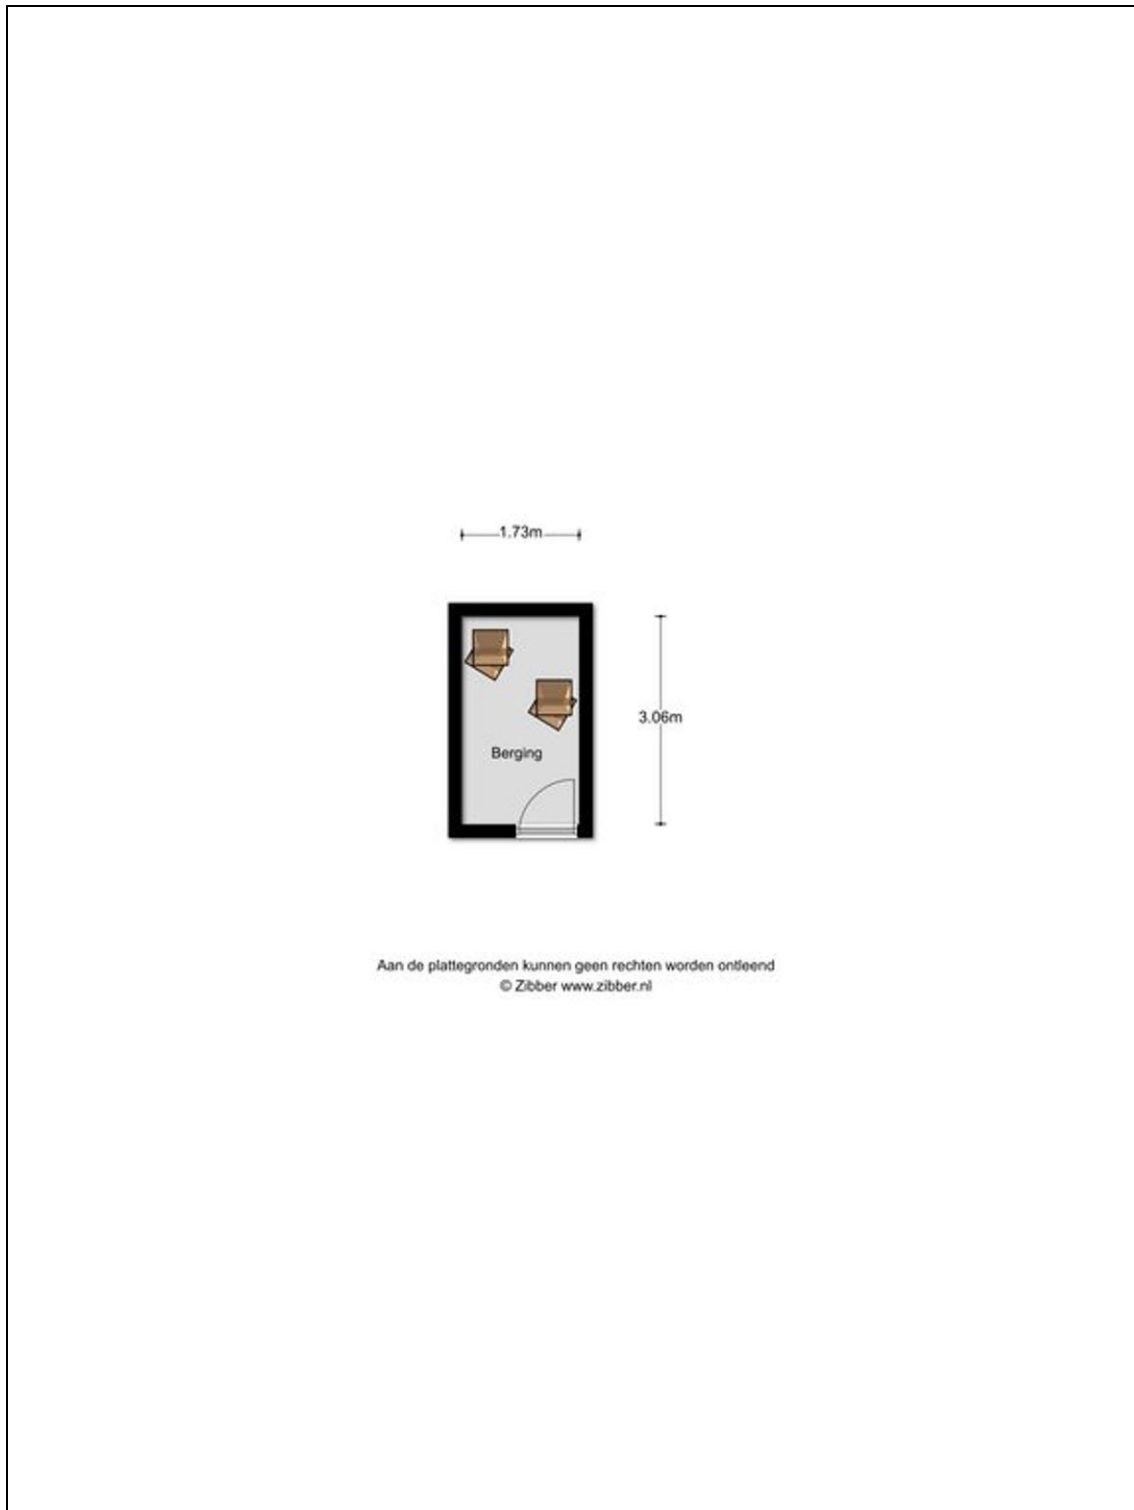 1.73m
3.06m
Berging
Aan de plattegronden kunnen geen rechten worden ontleend
© Zibber www.zibber.nl